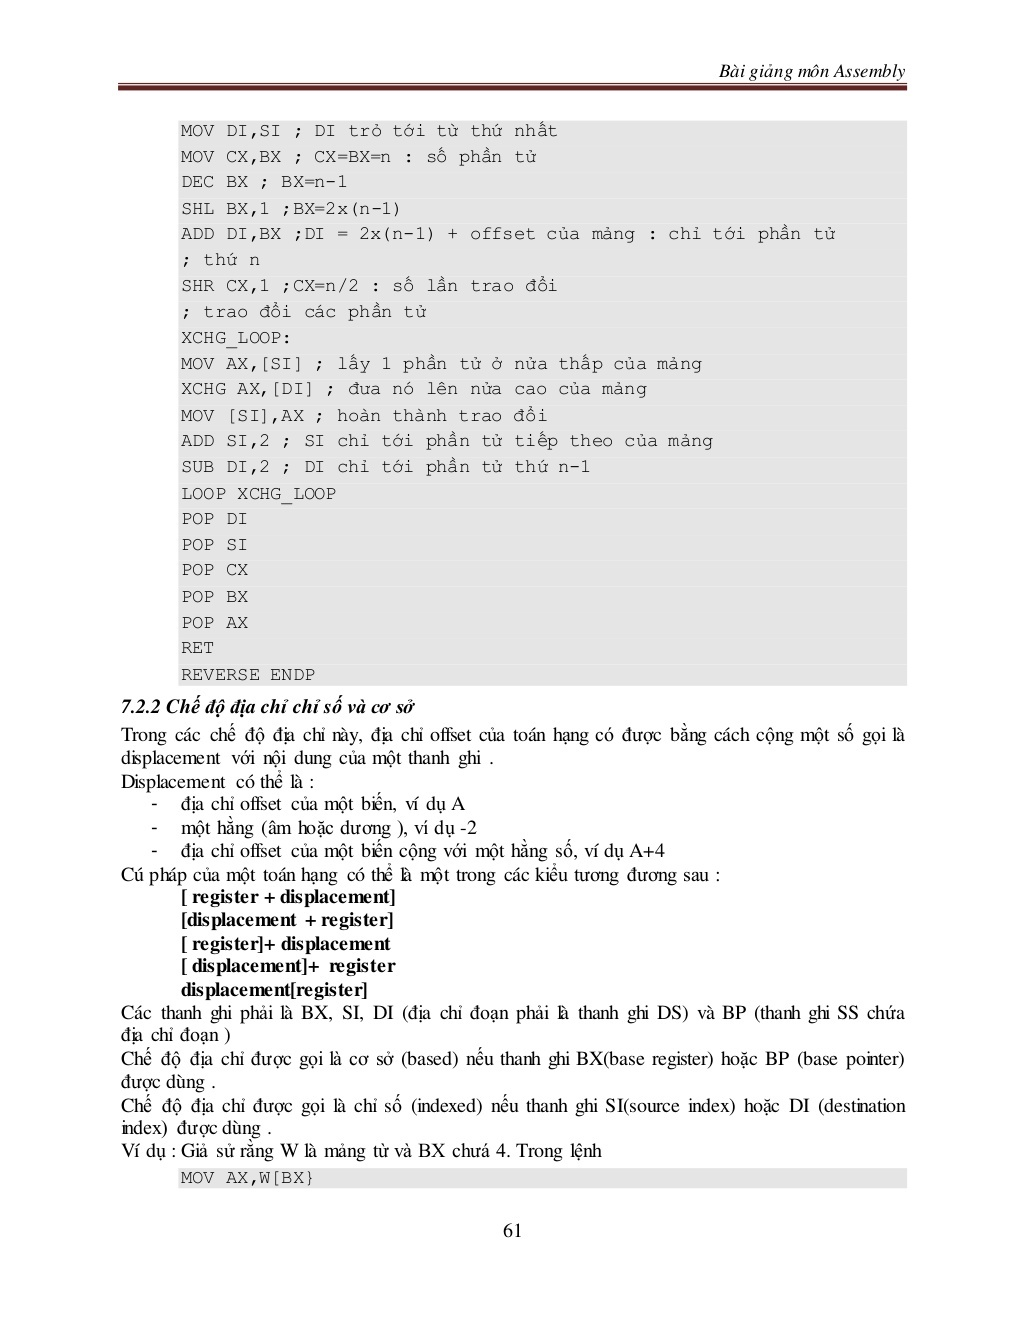 Bài giảng môn Assembly
MOV DI,SI ; DI trỏ tới từ thứ nhất
MOV CX,BX ; CX=BX=n : số phần tử
DEC BX ; BX=n-1
SHL BX,1 ;BX=2x(n-1)
ADD DI,BX ;DI = 2x(n-1) + offset của mảng : chỉ tới phần tử
; thứ n
SHR CX,1 ;CX=n/2 : số lần trao đổi
; trao đổi các phần tử
XCHG_LOOP:
MOV AX,[SI] ; lấy 1 phần tử ở nửa thấp của mảng
XCHG AX,[DI] ; đưa nó lên nửa cao của mảng
MOV [SI],AX ; hoàn thành trao đổi
ADD SI,2 ; SI chỉ tới phần tử tiếp theo của mảng
SUB DI,2 ; DI chỉ tới phần tử thứ n-1
LOOP XCHG_LOOP
POP DI
POP SI
POP CX
POP BX
POP AX
RET
REVERSE ENDP
7.2.2 Chế độ địa chỉ chỉ số và cơ sở
Trong các chế độ địa chỉ này, địa chỉ offset của toán hạng có được bằng cách cộng một số gọi là
displacement với nội dung của một thanh ghi .
Displacement có thể là :
- địa chỉ offset của một biến, ví dụ A
- một hằng (âm hoặc dương ), ví dụ -2
- địa chỉ offset của một biến cộng với một hằng số, ví dụ A+4
Cú pháp của một toán hạng có thể là một trong các kiểu tương đương sau :
[ register + displacement]
[displacement + register]
[ register]+ displacement
[ displacement]+ register
displacement[register]
Các thanh ghi phải là BX, SI, DI (địa chỉ đoạn phải là thanh ghi DS) và BP (thanh ghi SS chứa
địa chỉ đoạn )
Chế độ địa chỉ được gọi là cơ sở (based) nếu thanh ghi BX(base register) hoặc BP (base pointer)
được dùng .
Chế độ địa chỉ được gọi là chỉ số (indexed) nếu thanh ghi SI(source index) hoặc DI (destination
index) được dùng .
Ví dụ : Giả sử rằng W là mảng từ và BX chưá 4. Trong lệnh
MOV AX,W[BX}
61